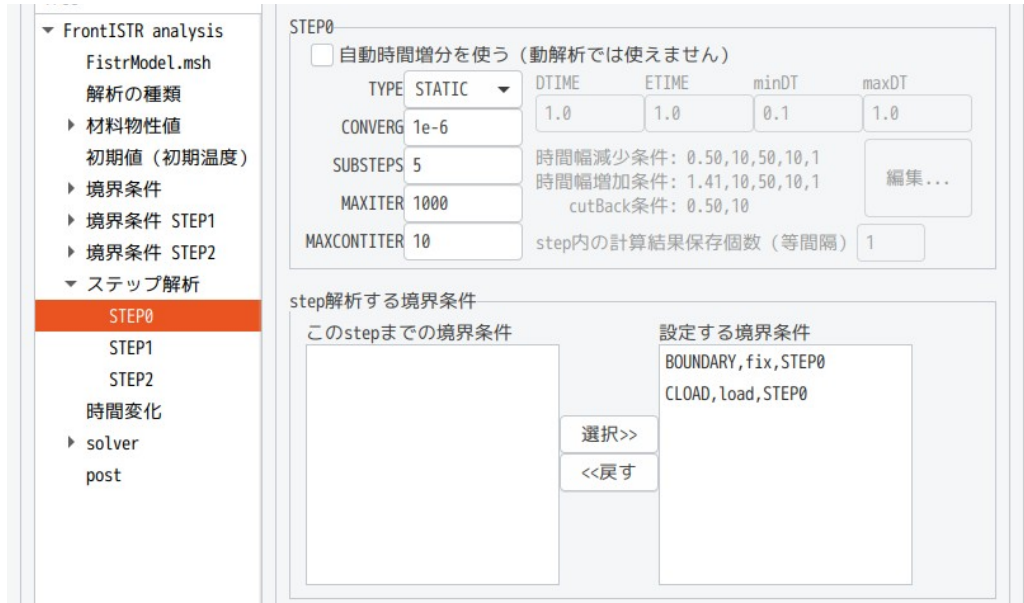 FrontISTR analysis
FistrModel.msh
解析の種類
材料物性値
初期値（初期温度）
境界条件
境界条件 STEP1
境界条件 STEP2
ステップ解析
STEP0
STEP1
STEP2
時間変化
solver
post
STEP0
自動時間増分を使う（動解析では使えません）
TYPE STATIC
CONVERG 1e-6
SUBSTEPS 5
MAXITER 1000
MAXCONTITER 10
DTIME ETIME minDT maxDT
1.0 1.0 0.1 1.0
時間幅減少条件: 0.50,10,50,10,1
時間幅増加条件: 1.41,10,50,10,1
cutBack条件: 0.50,10
編集...
step内の計算結果保存個数（等間隔） 1
step解析する境界条件
このstepまでの境界条件
設定する境界条件
BOUNDARY,fix,STEP0
CLOAD,load,STEP0
選択>>
<<戻す